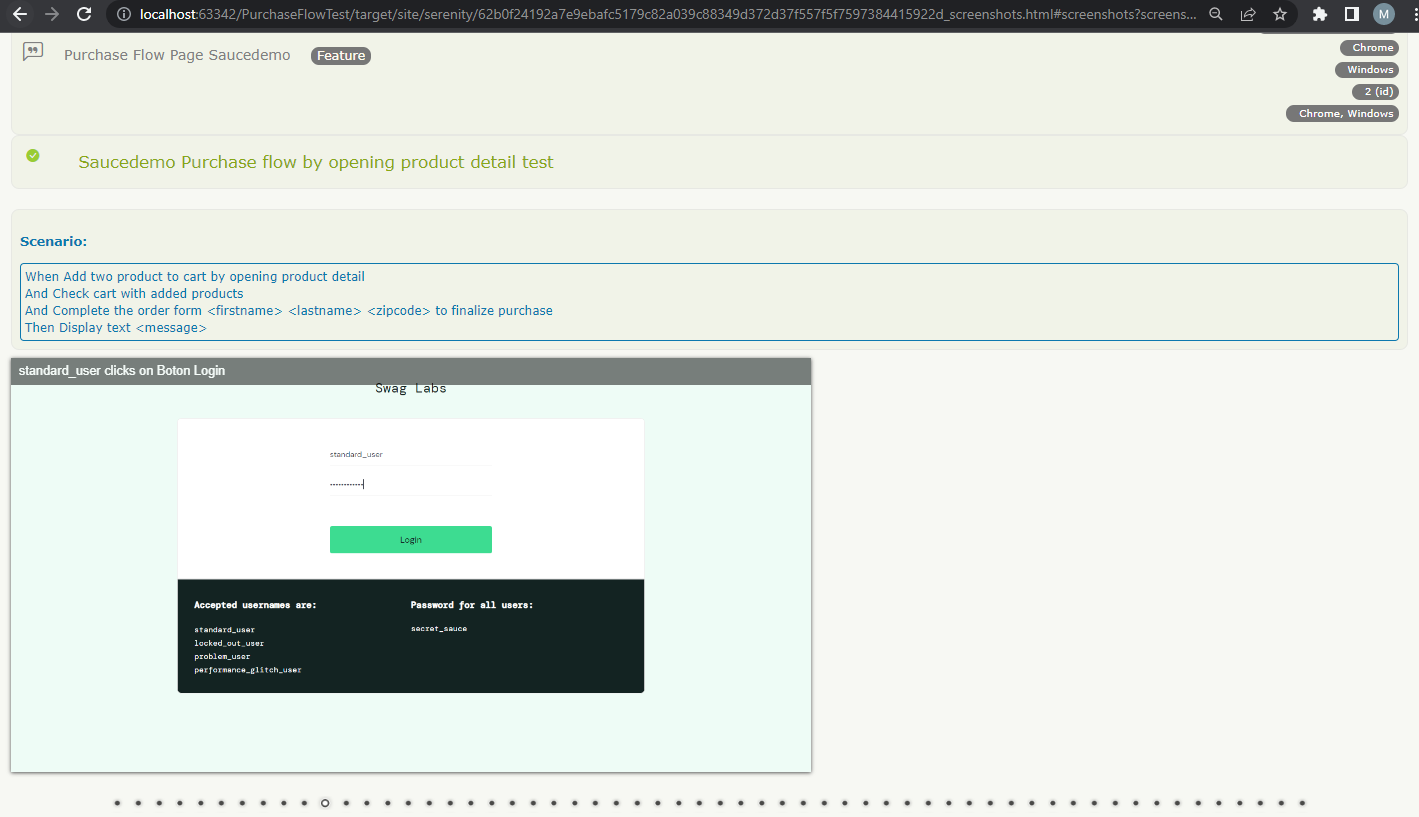 localhost:63342/PurchaseFlowTest/target/site/serenity/62b0f24192a7e9ebafc5179c82a039c88349d372d37f557f5f7597384415922d_screenshots.html#screenshots?screens...
M
Purchase Flow Page Saucedemo Feature
Chrome
Windows
2 (id)
Chrome, Windows
Saucedemo Purchase flow by opening product detail test
Scenario:
When Add two product to cart by opening product detail
And Check cart with added products
And Complete the order form <firstname> <lastname> <zipcode> to finalize purchase
Then Display text <message>
standard_user clicks on Boton Login
Swag Labs
standard_user
Login
Accepted usernames are:
standard_user
locked_out_user
problem_user
performance_glitch_user
Password for all users:
secret_sauce